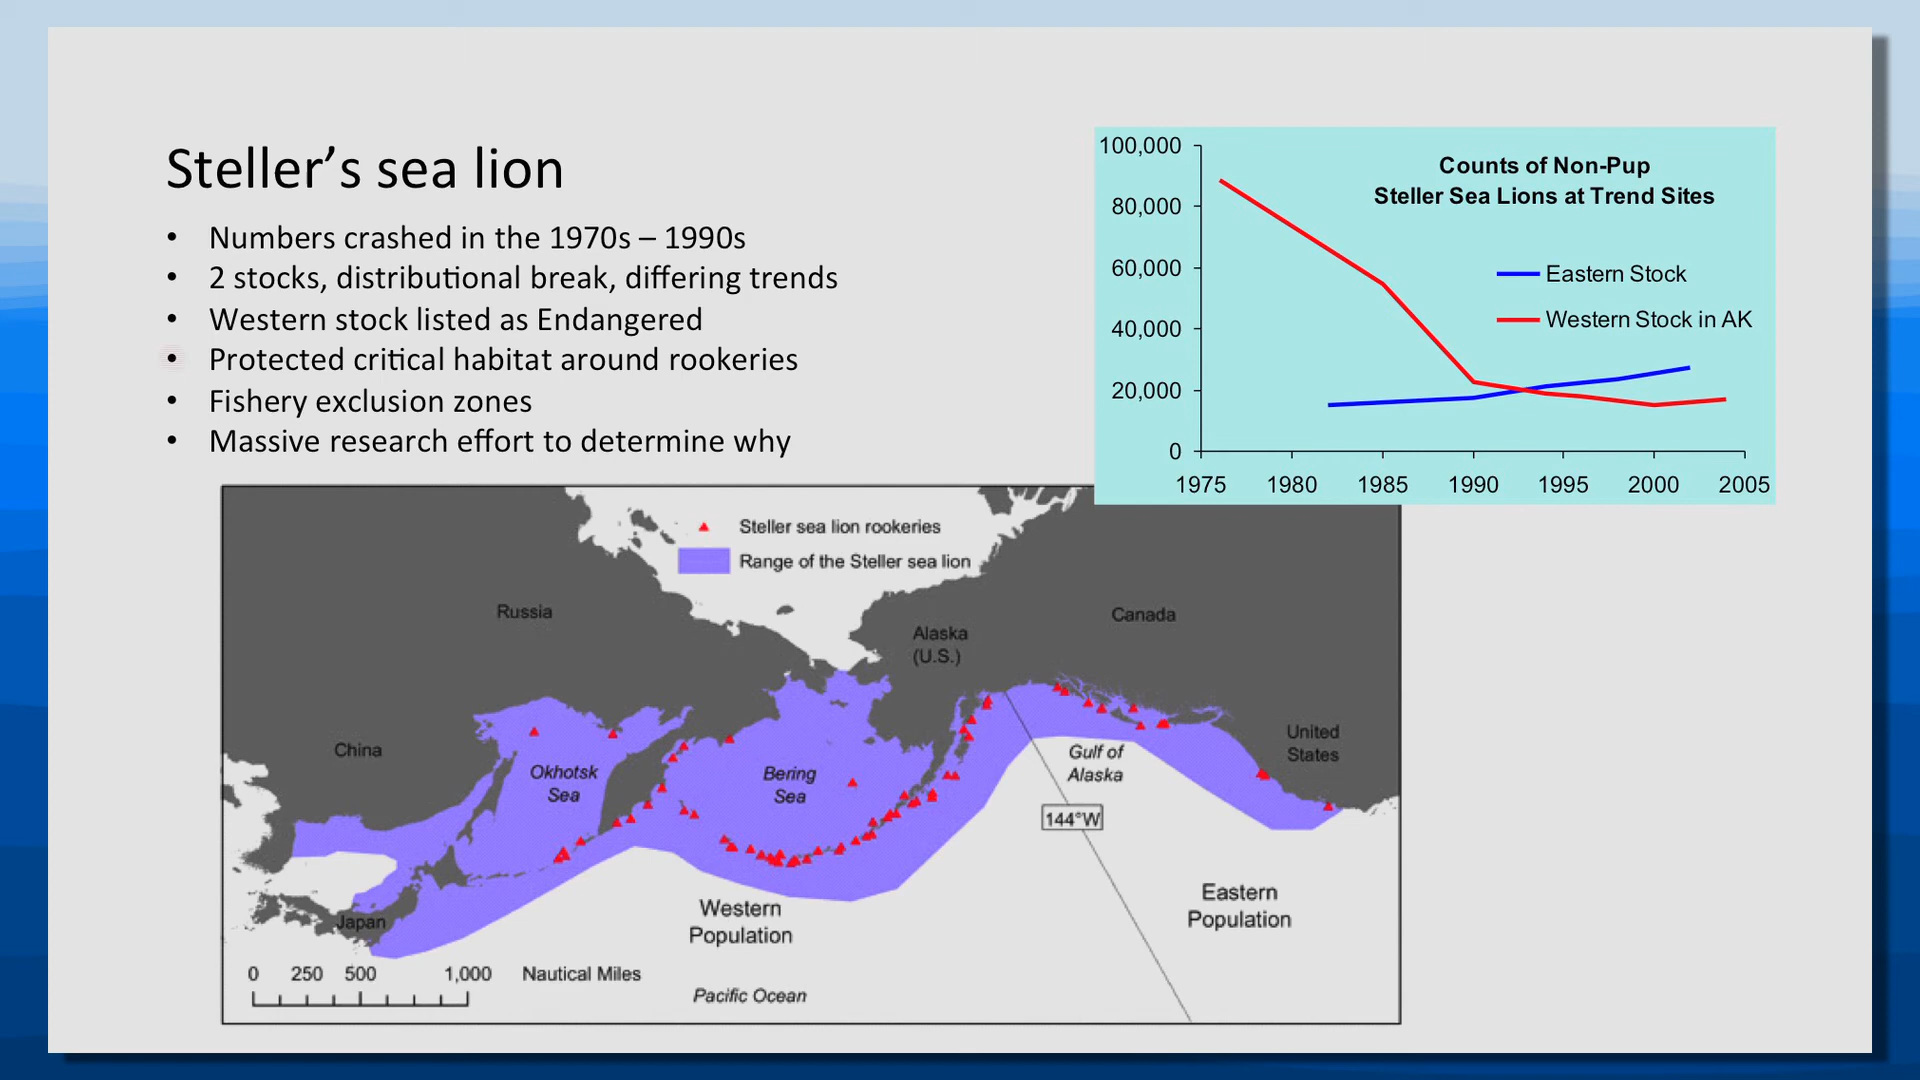 Steller’s sea lion
• Numbers crashed in the 1970s – 1990s
• 2 stocks, distributional break, differing trends
• Western stock listed as Endangered
• Protected critical habitat around rookeries
• Fishery exclusion zones
• Massive research effort to determine why
Counts of Non-Pup
Steller Sea Lions at Trend Sites
100,000
80,000
60,000
40,000
20,000
0
1975 1980 1985 1990 1995 2000 2005
Eastern Stock
Western Stock in AK
Steller sea lion rookeries
Range of the Steller sea lion
Russia
Alaska
(U.S.)
Canada
China
Okhotsk
Sea
Bering
Sea
Gulf of
Alaska
United
States
144°W
Japan
Western
Population
Eastern
Population
0 250 500 1,000 Nautical Miles
Pacific Ocean